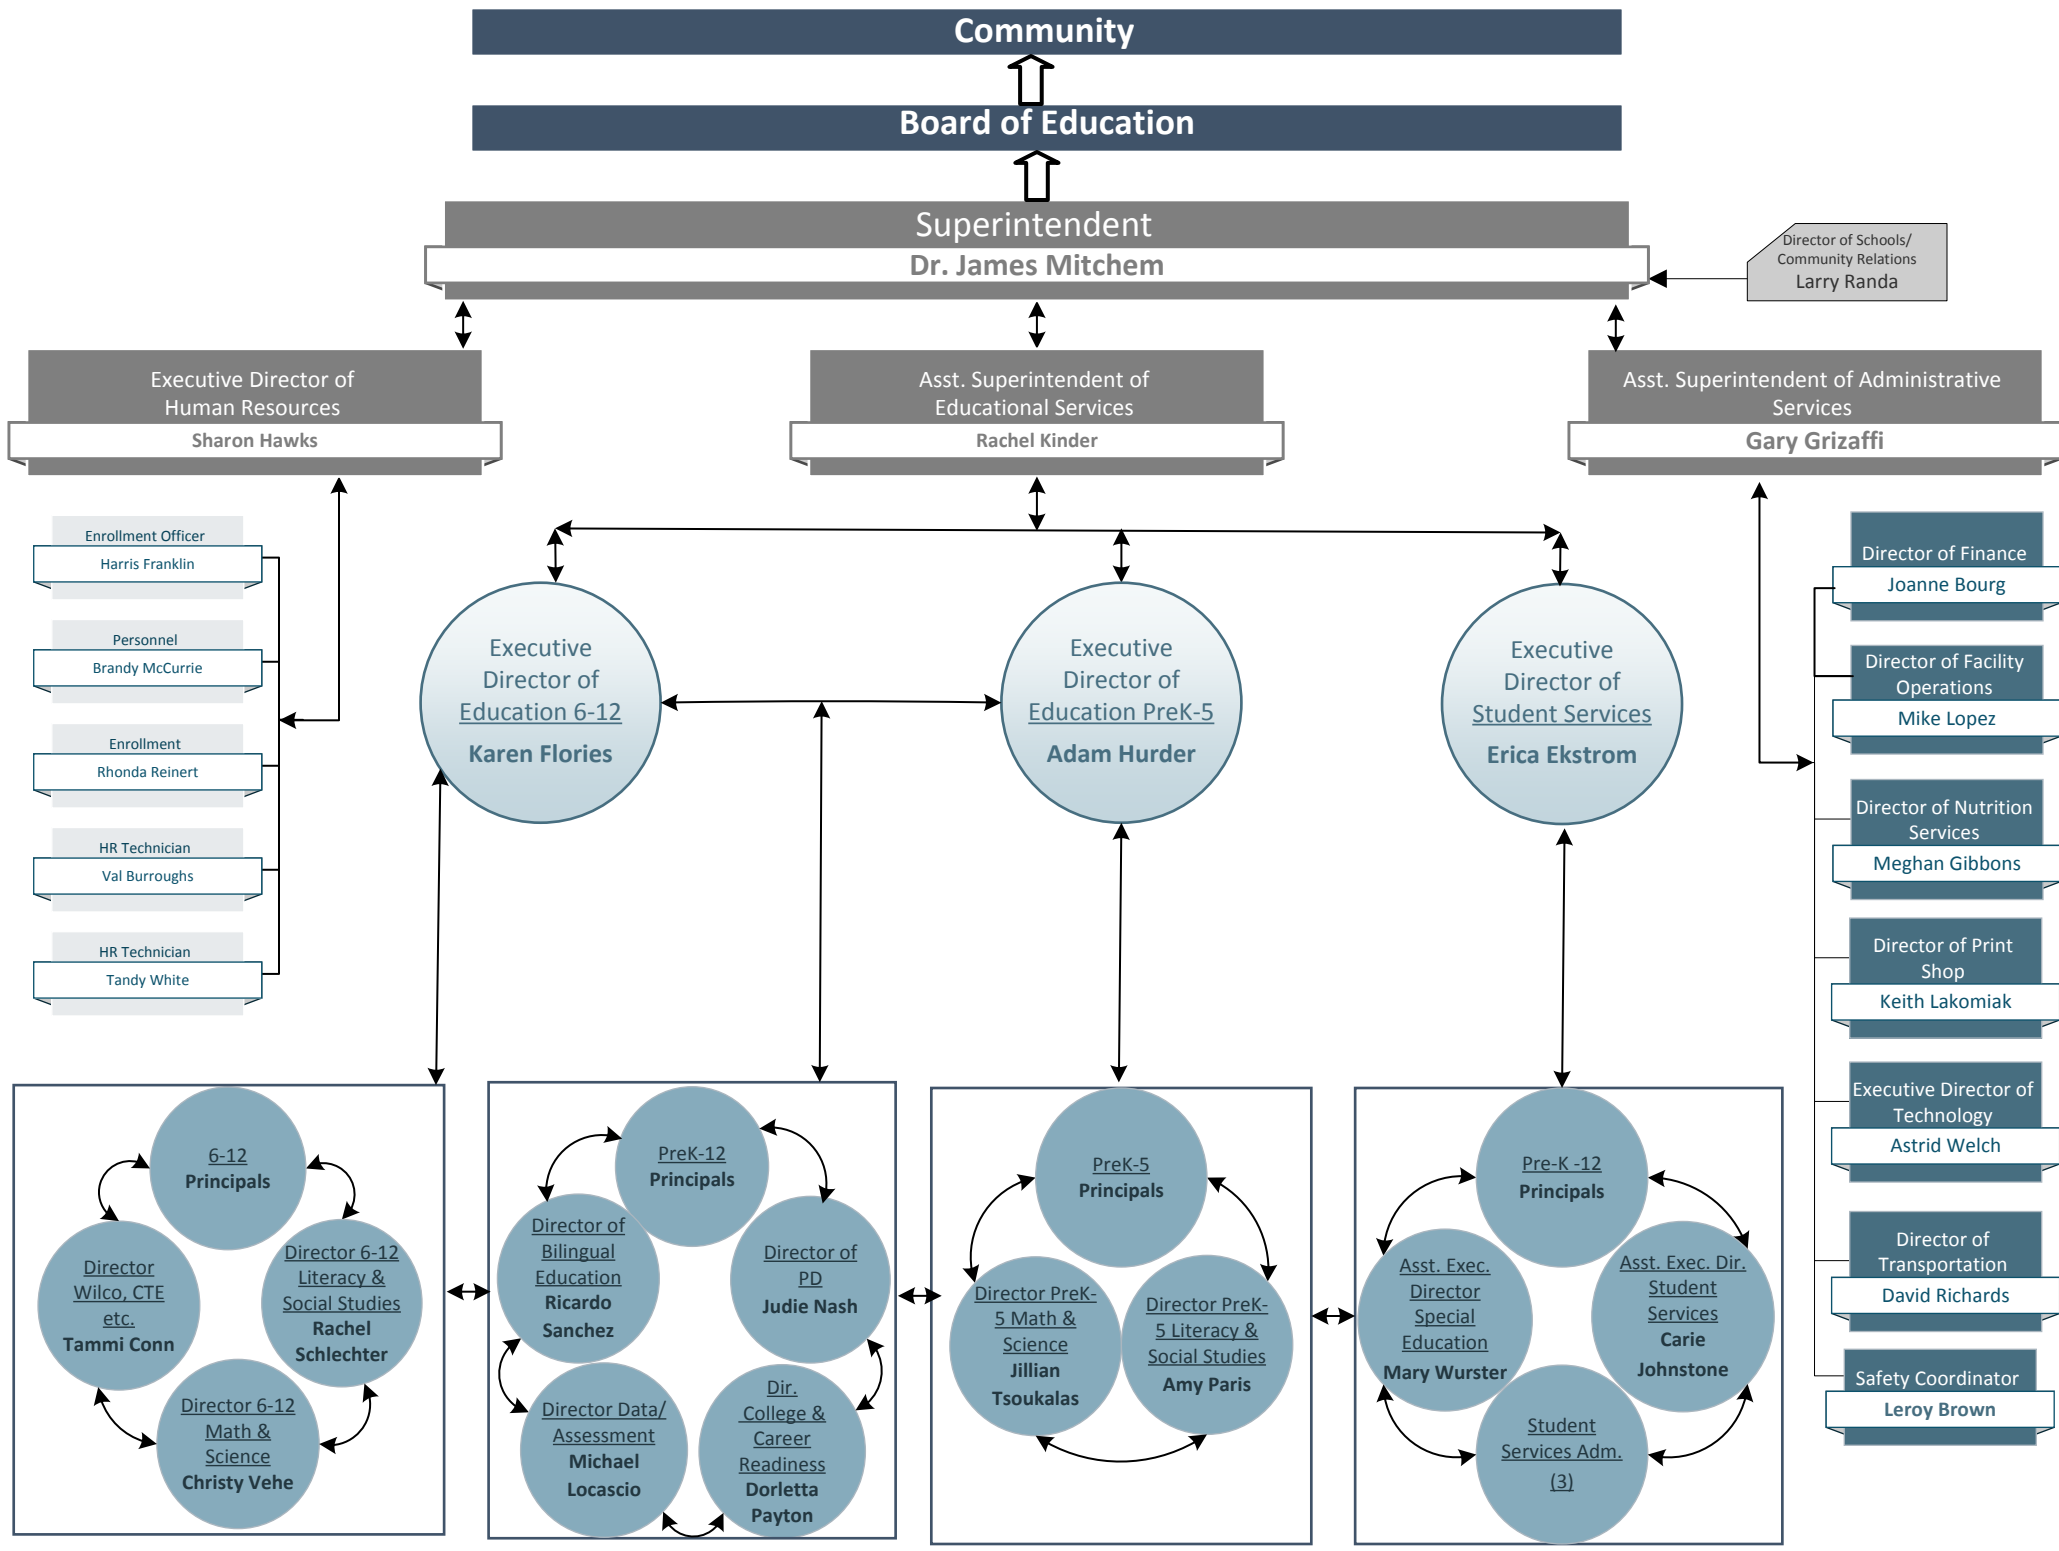 Community
Board of Education
Superintendent
Dr. James Mitchem
Director of Schools/
Community Relations
Larry Randa
Executive Director of
Human Resources
Sharon Hawks
Asst. Superintendent of
Educational Services
Rachel Kinder
Asst. Superintendent of Administrative
Services
Gary Grizaffi
Enrollment Officer
Harris Franklin
Personnel
Brandy McCurrie
Enrollment
Rhonda Reinert
HR Technician
Val Burroughs
HR Technician
Tandy White
Executive
Director of
Education 6-12
Karen Flories
Executive
Director of
Education PreK-5
Adam Hurder
Executive
Director of
Student Services
Erica Ekstrom
Director of Finance
Joanne Bourg
Director of Facility
Operations
Mike Lopez
Director of Nutrition
Services
Meghan Gibbons
Director of Print
Shop
Keith Lakomiak
Executive Director of
Technology
Astrid Welch
Director of
Transportation
David Richards
Safety Coordinator
Leroy Brown
6-12
Principals
Director
Wilco, CTE
etc.
Tammi Conn
Director 6-12
Literacy &
Social Studies
Rachel
Schlechter
Director 6-12
Math &
Science
Christy Vehe
PreK-12
Principals
Director of
Bilingual
Education
Ricardo
Sanchez
Director of
PD
Judie Nash
Director Data/
Assessment
Michael
Locascio
Dir.
College &
Career
Readiness
Dorletta
Payton
PreK-5
Principals
Director PreK-
5 Math &
Science
Jillian
Tsoukalas
Director PreK-
5 Literacy &
Social Studies
Amy Paris
Pre-K -12
Principals
Asst. Exec.
Director
Special
Education
Mary Wurster
Asst. Exec. Dir.
Student
Services
Carie
Johnstone
Student
Services Adm.
(3)